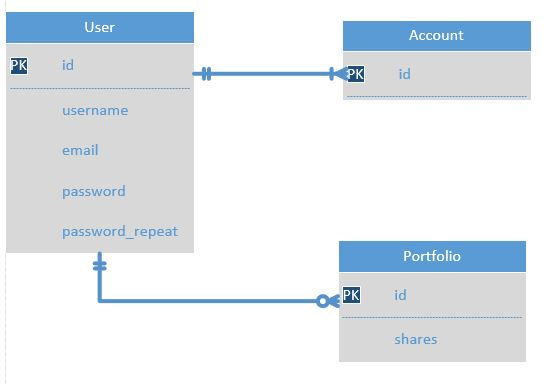 User
PK id
username
email
password
password_repeat
Account
PK id
Portfolio
PK id
shares